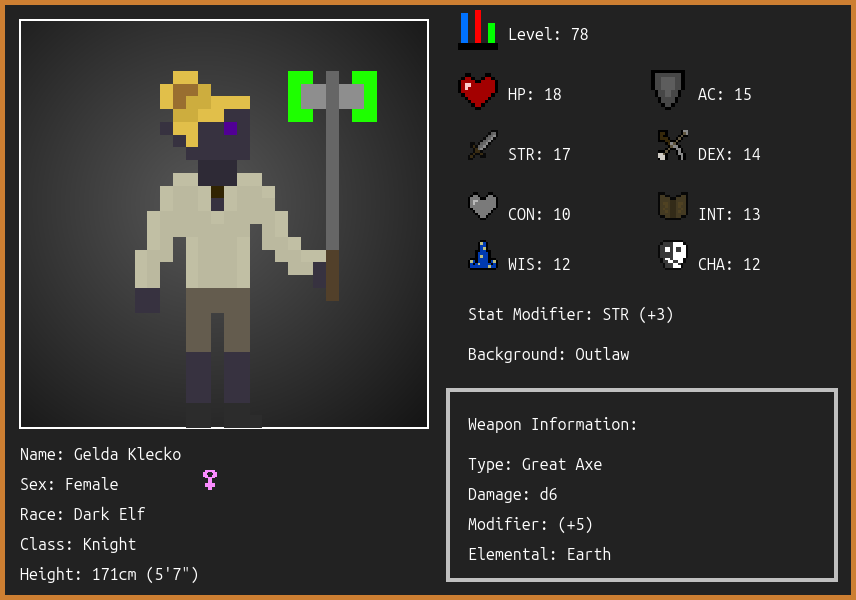 Level: 78
HP: 18
AC: 15
STR: 17
DEX: 14
CON: 10
INT: 13
WIS: 12
CHA: 12
Stat Modifier: STR (+3)
Background: Outlaw
Weapon Information:
Type: Great Axe
Damage: d6
Modifier: (+5)
Elemental: Earth
Name: Gelda Klecko
Sex: Female
Race: Dark Elf
Class: Knight
Height: 171cm (5'7")